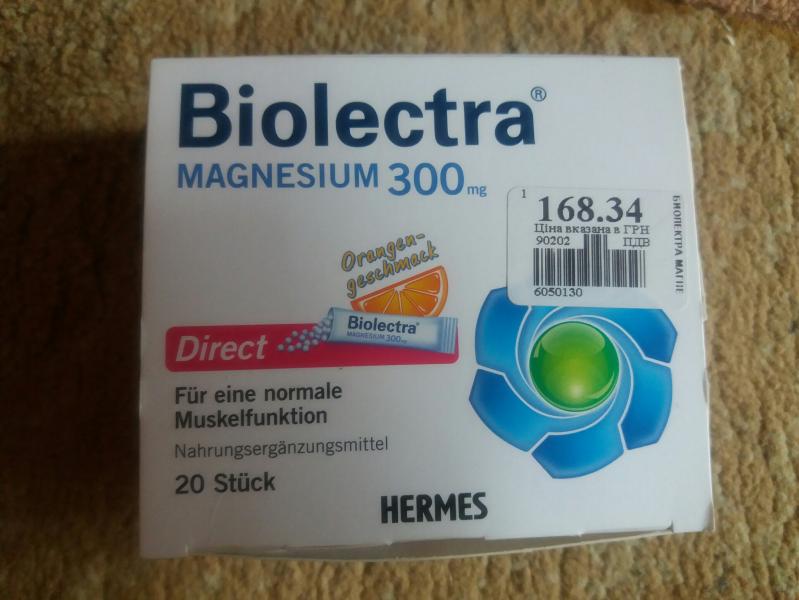 Biolectra®
MAGNESIUM 300 mg
1
168.34
Ціна вказана в ГРН
90202 ПДВ
6050130
БИОЛЕКТРА МАГНЕ
Orangen-
geschmack
Biolectra®
MAGNESIUM 300 mg
Direct
Für eine normale
Muskelfunktion
Nahrungsergänzungsmittel
20 Stück
HERMES